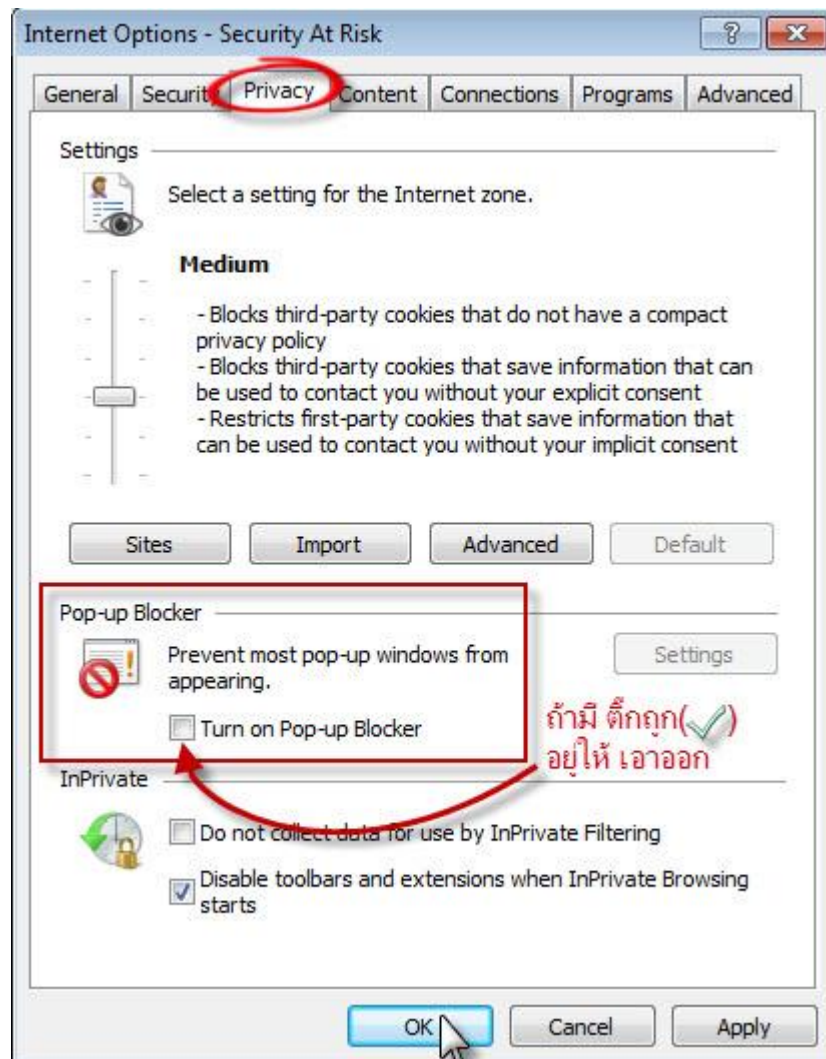 Internet Options - Security At Risk
General Security Privacy Content Connections Programs Advanced
Settings
Select a setting for the Internet zone.
Medium
- Blocks third-party cookies that do not have a compact
privacy policy
- Blocks third-party cookies that save information that can
be used to contact you without your explicit consent
- Restricts first-party cookies that save information that
can be used to contact you without your implicit consent
Sites Import Advanced Default
Pop-up Blocker
Prevent most pop-up windows from
appearing.
Settings
Turn on Pop-up Blocker
ถ้ามี ติ๊กถูก(✓)
อยู่ให้ เอาออก
InPrivate
Do not collect data for use by InPrivate Filtering
Disable toolbars and extensions when InPrivate Browsing
starts
OK Cancel Apply